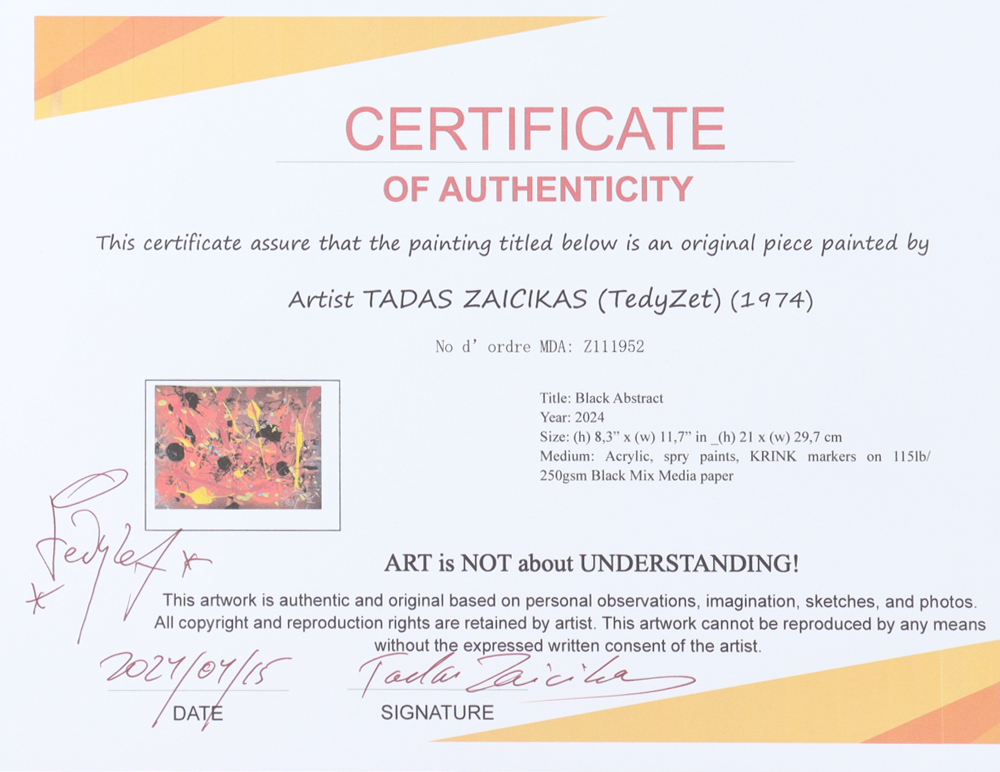 CERTIFICATE
OF AUTHENTICITY
This certificate assure that the painting titled below is an original piece painted by
Artist TADAS ZAICIKAS (TedyZet) (1974)
No d’ ordre MDA: Z111952
Title: Black Abstract
Year: 2024
Size: (h) 8,3” x (w) 11,7” in _(h) 21 x (w) 29,7 cm
Medium: Acrylic, spry paints, KRINK markers on 115lb/
250gsm Black Mix Media paper
TedyZet
ART is NOT about UNDERSTANDING!
This artwork is authentic and original based on personal observations, imagination, sketches, and photos.
All copyright and reproduction rights are retained by artist. This artwork cannot be reproduced by any means
without the expressed written consent of the artist.
2024/04/15 Tadas Zaicikas
DATE SIGNATURE